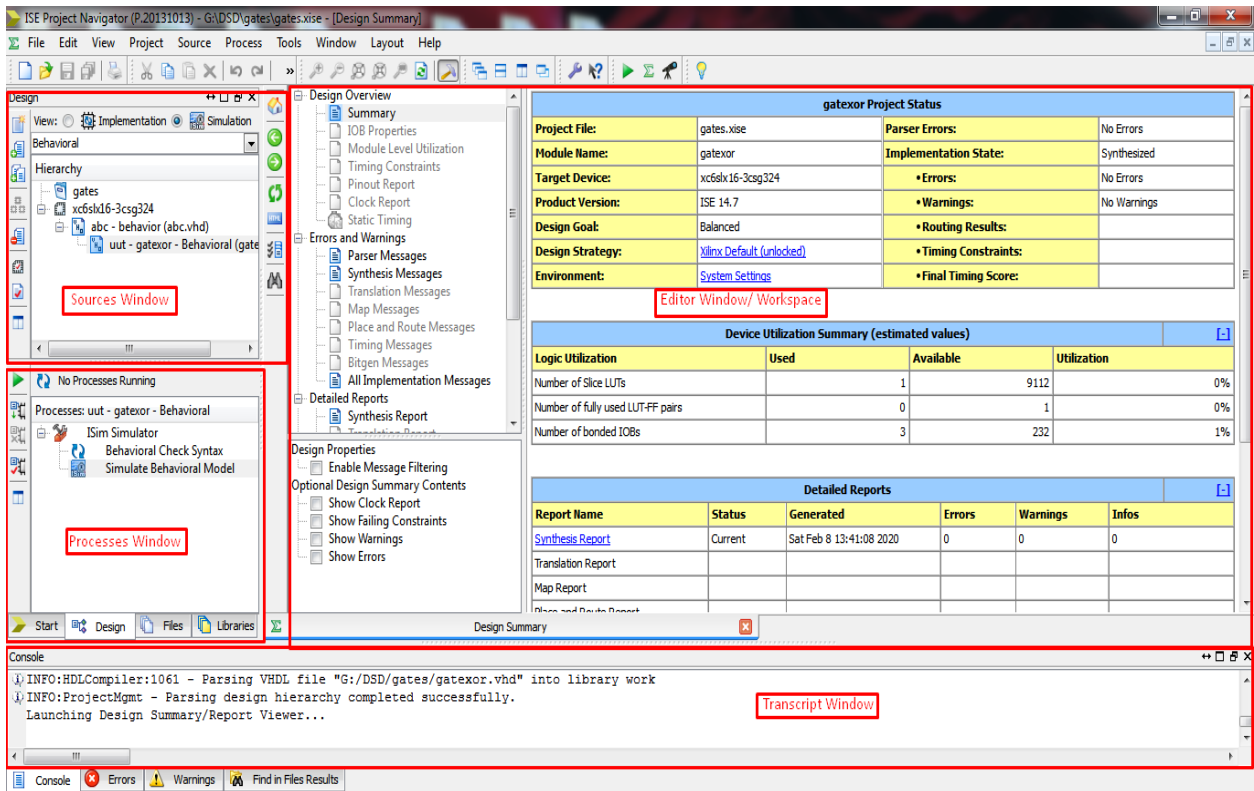 ISE Project Navigator (P.20131013) - G:\DSD\gates\gates.xise - [Design Summary]
File Edit View Project Source Process Tools Window Layout Help
Design
View: Implementation Simulation
Behavioral
Hierarchy
gates
xc6slx16-3csg324
abc - behavior (abc.vhd)
uut - gatexor - Behavioral (gate
Sources Window
No Processes Running
Processes: uut - gatexor - Behavioral
ISim Simulator
Behavioral Check Syntax
Simulate Behavioral Model
Processes Window
Start Design Files Libraries
Design Overview
Summary
IOB Properties
Module Level Utilization
Timing Constraints
Pinout Report
Clock Report
Static Timing
Errors and Warnings
Parser Messages
Synthesis Messages
Translation Messages
Map Messages
Place and Route Messages
Timing Messages
Bitgen Messages
All Implementation Messages
Detailed Reports
Synthesis Report
Translation Report
Design Properties
Enable Message Filtering
Optional Design Summary Contents
Show Clock Report
Show Failing Constraints
Show Warnings
Show Errors
gatexor Project Status
Project File: gates.xise Parser Errors: No Errors
Module Name: gatexor Implementation State: Synthesized
Target Device: xc6slx16-3csg324 •Errors: No Errors
Product Version: ISE 14.7 •Warnings: No Warnings
Design Goal: Balanced •Routing Results:
Design Strategy: Xilinx Default (unlocked) •Timing Constraints:
Environment: System Settings •Final Timing Score:
Editor Window/ Workspace
Device Utilization Summary (estimated values) [-]
Logic Utilization Used Available Utilization
Number of Slice LUTs 1 9112 0%
Number of fully used LUT-FF pairs 0 1 0%
Number of bonded IOBs 3 232 1%
Detailed Reports [-]
Report Name Status Generated Errors Warnings Infos
Synthesis Report Current Sat Feb 8 13:41:08 2020 0 0 0
Translation Report
Map Report
Place and Route Report
Design Summary
Console
INFO:HDLCompiler:1061 - Parsing VHDL file "G:/DSD/gates/gatexor.vhd" into library work
INFO:ProjectMgmt - Parsing design hierarchy completed successfully.
Launching Design Summary/Report Viewer...
Transcript Window
Console Errors Warnings Find in Files Results